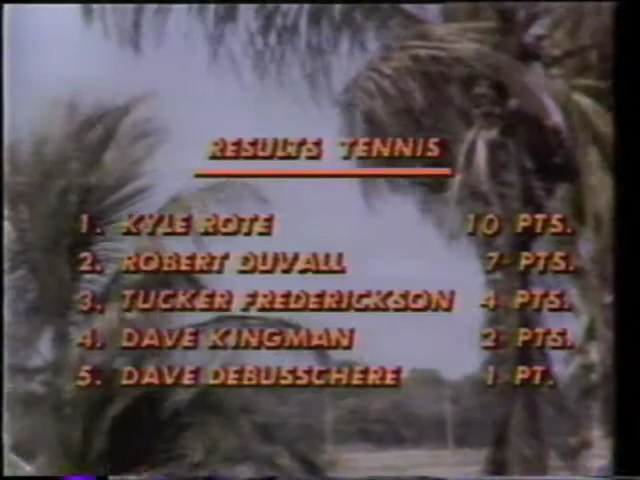 RESULTS TENNIS
1. KYLE ROTE 10 PTS.
2. ROBERT DUVALL 7 PTS.
3. TUCKER FREDERICKSON 4 PTS.
4. DAVE KINGMAN 2 PTS.
5. DAVE DEBUSSCHERE 1 PT.